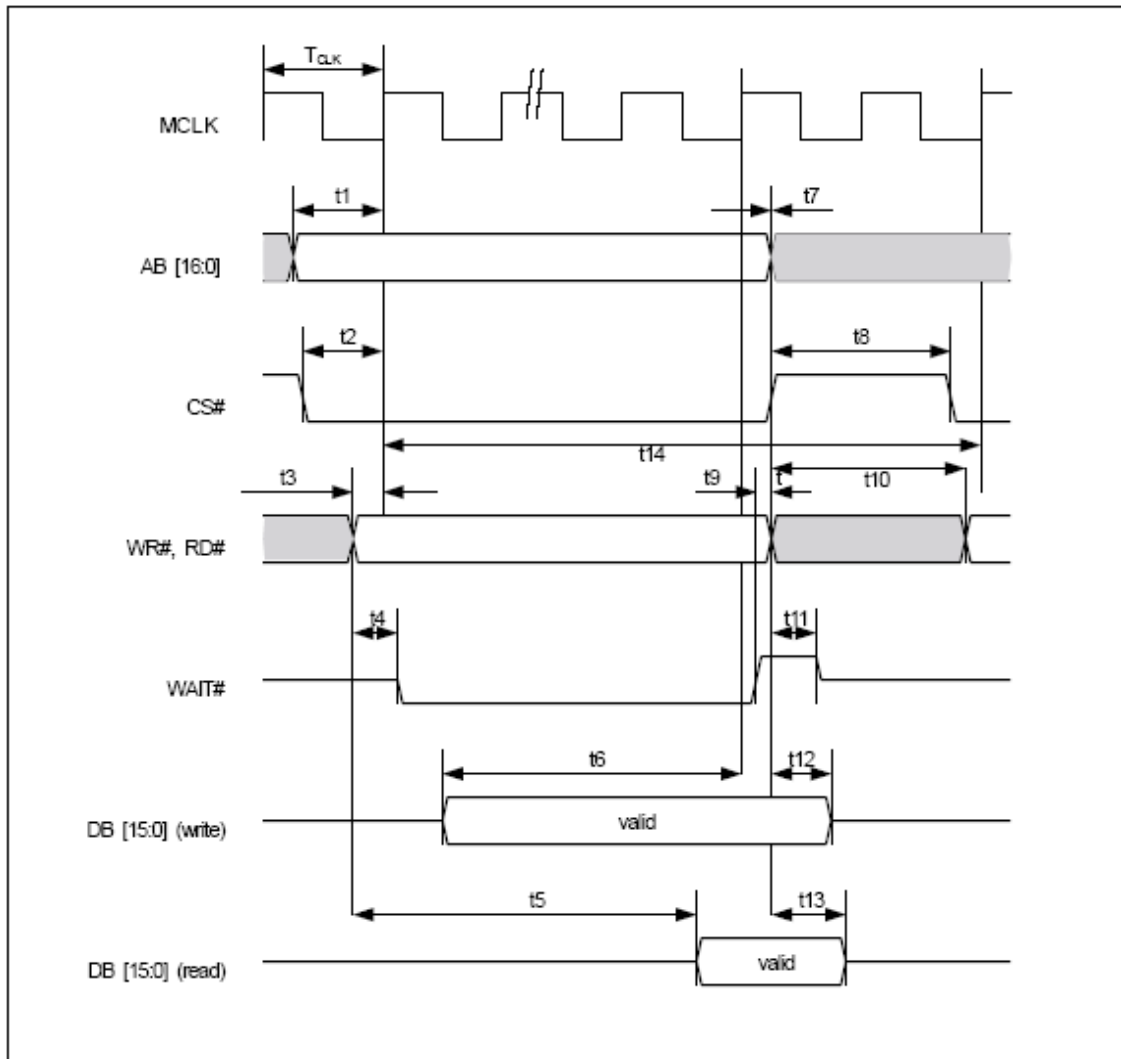 TCLK
MCLK
t1
t7
AB [16:0]
t2
t8
CS#
t14
t3
t9
t
t10
WR#, RD#
t4
t11
WAIT#
t6
t12
DB [15:0] (write)
valid
t5
t13
DB [15:0] (read)
valid